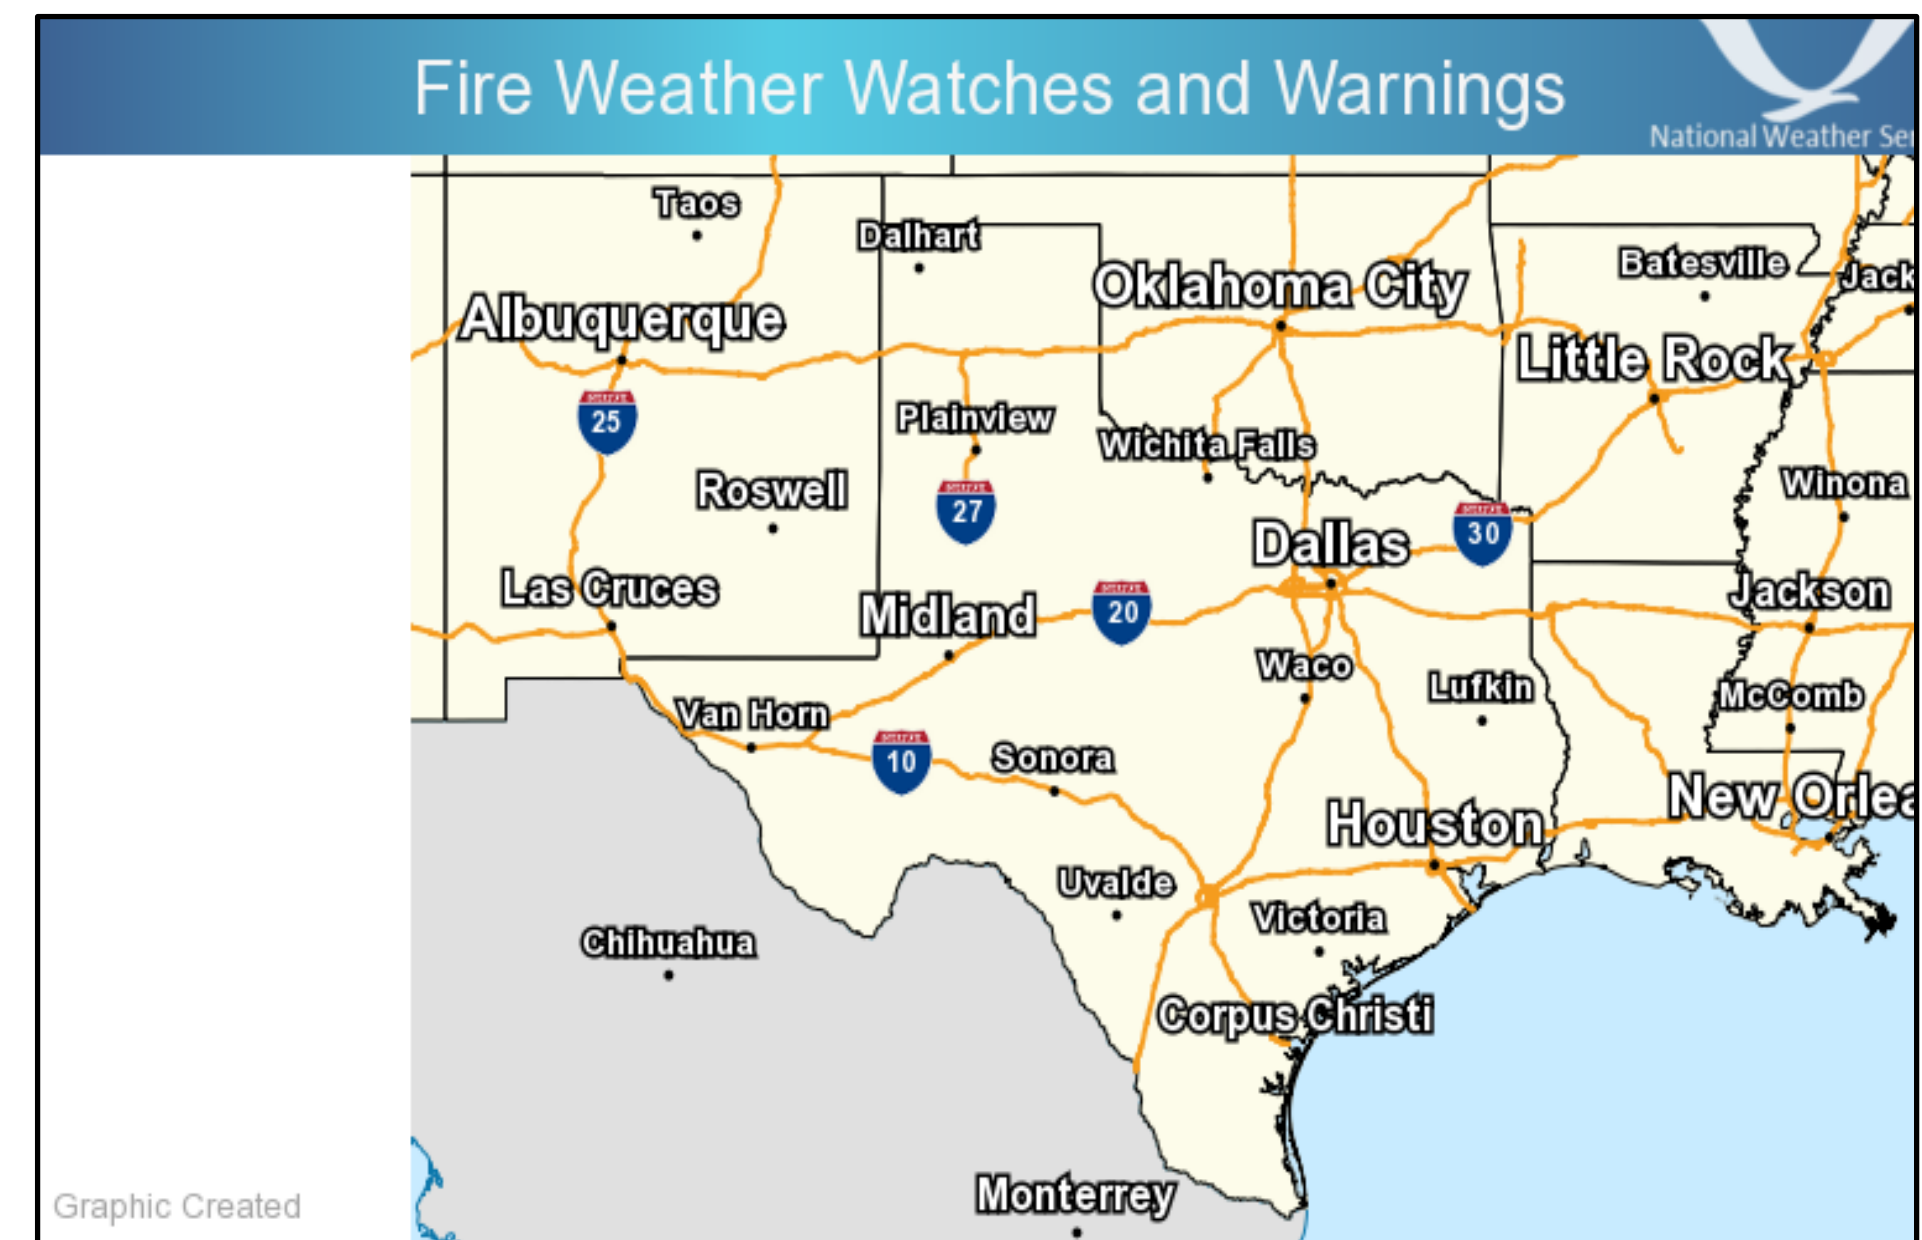 Fire Weather Watches and Warnings
National Weather Ser
Taos
Dalhart
Oklahoma City
Batesville
Jack
Albuquerque
Little Rock
25
Plainview
Wichita Falls
Roswell
27
Winona
30
Dallas
Las Cruces
Midland
20
Jackson
Waco
Lufkin
McComb
Van Horn
10
Sonora
New Orlea
Houston
Uvalde
Victoria
Chihuahua
Corpus Christi
Monterrey
Graphic Created